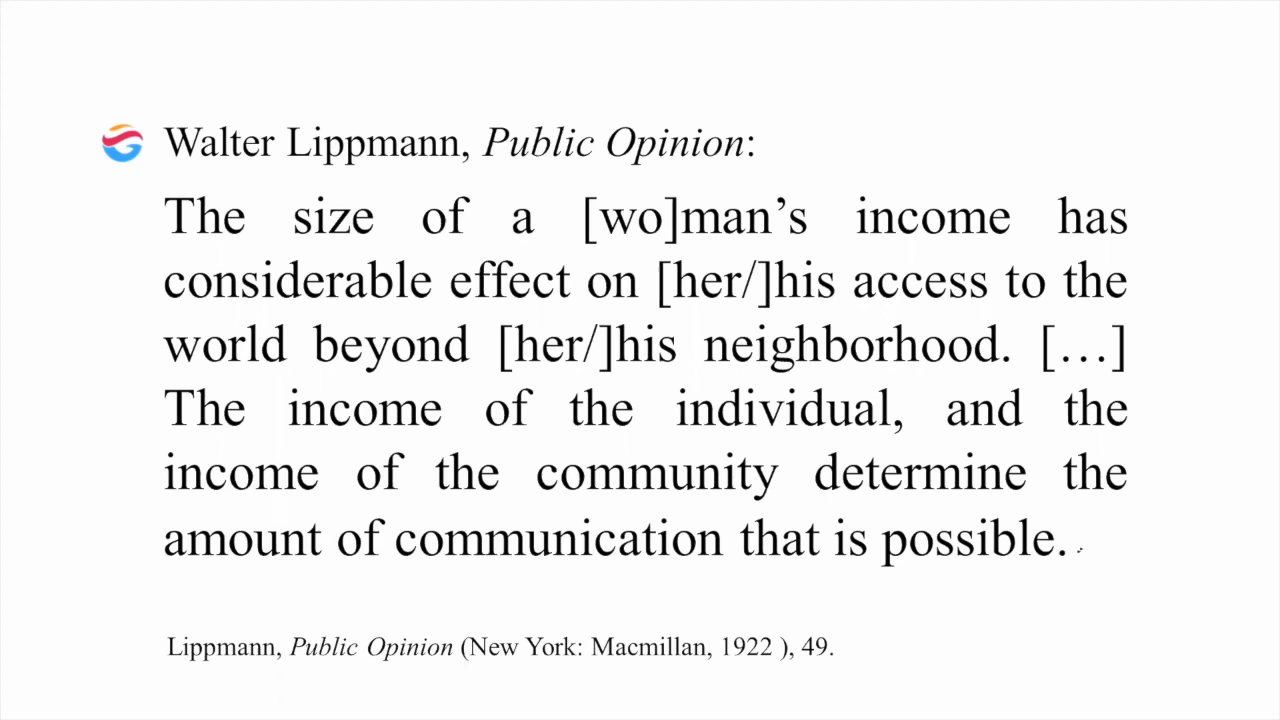 Walter Lippmann, Public Opinion:
The size of a [wo]man’s income has
considerable effect on [her/]his access to the
world beyond [her/]his neighborhood. […]
The income of the individual, and the
income of the community determine the
amount of communication that is possible.
Lippmann, Public Opinion (New York: Macmillan, 1922 ), 49.